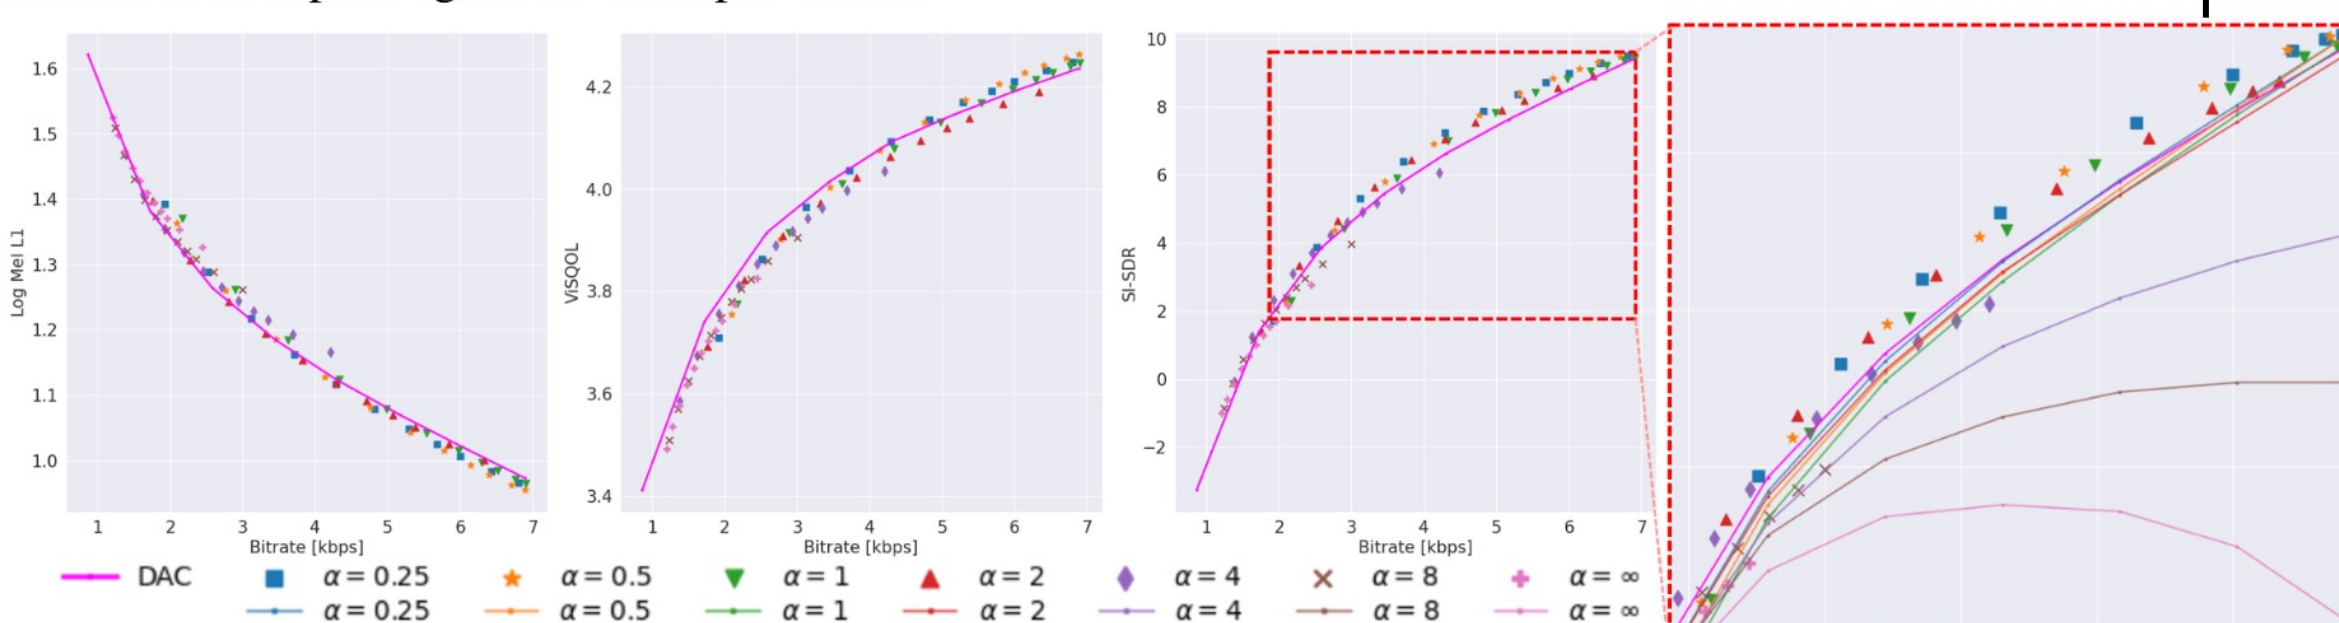 1.6
1.5
1.4
1.3
1.2
1.1
1.0
Log Mel L1
1 2 3 4 5 6 7
Bitrate [kbps]
4.2
4.0
3.8
3.6
3.4
ViSQOL
1 2 3 4 5 6 7
Bitrate [kbps]
10
8
6
4
2
0
−2
SI-SDR
1 2 3 4 5 6 7
Bitrate [kbps]
DAC α = 0.25 α = 0.5 α = 1 α = 2 α = 4 α = 8 α = ∞
α = 0.25 α = 0.5 α = 1 α = 2 α = 4 α = 8 α = ∞